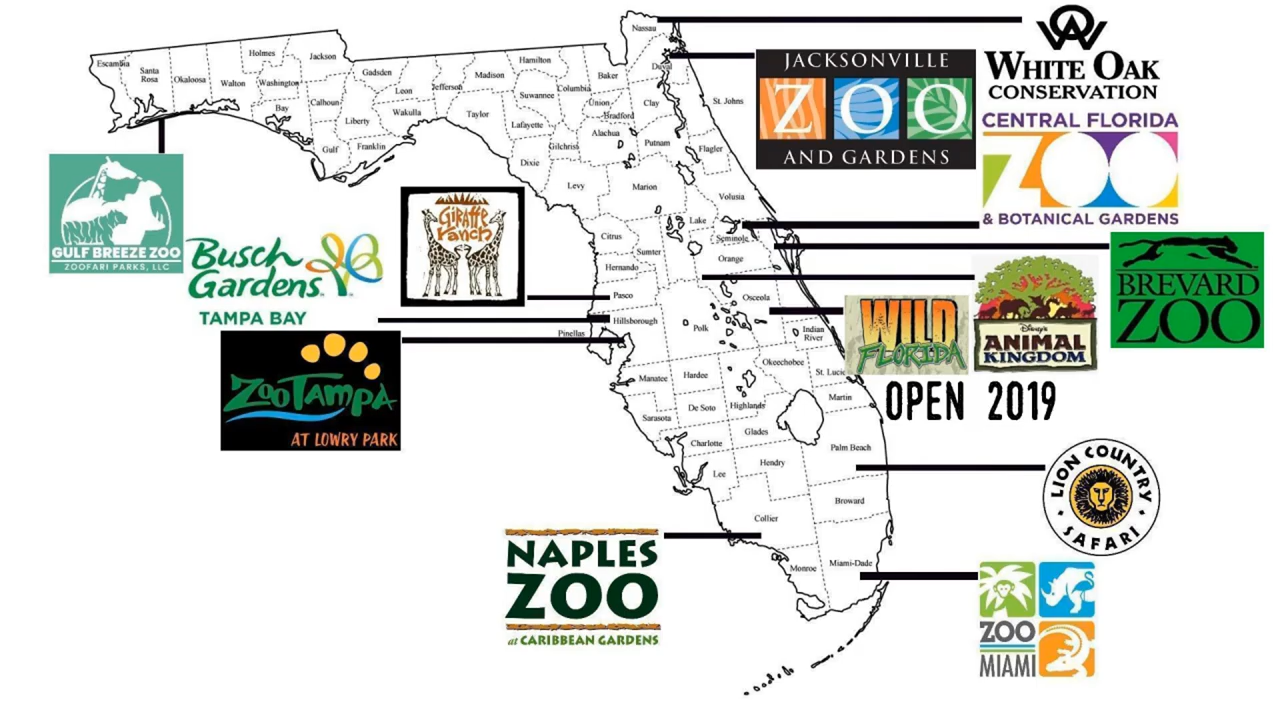 Nassau
WHITE OAK
CONSERVATION
JACKSONVILLE
ZOO
AND GARDENS
CENTRAL FLORIDA
ZOO
& BOTANICAL GARDENS
Escambia
Santa
Rosa
Okaloosa
Walton
Holmes
Washington
Bay
Jackson
Calhoun
Gulf
Gadsden
Liberty
Franklin
Leon
Wakulla
Jefferson
Madison
Taylor
Hamilton
Suwannee
Lafayette
Dixie
Columbia
Gilchrist
Baker
Union
Bradford
Alachua
Levy
Duval
Clay
St. Johns
Putnam
Flagler
Marion
Volusia
Lake
Seminole
Citrus
Sumter
Orange
Hernando
Pasco
Hillsborough
Pinellas
Osceola
Polk
Indian
River
Okeechobee
St. Lucie
Manatee
Hardee
De Soto
Highlands
Martin
Sarasota
Glades
Charlotte
Palm Beach
Lee
Hendry
Broward
Collier
Monroe
Miami-Dade
GULF BREEZE ZOO
ZOOFARI PARKS, LLC
Busch
Gardens
TAMPA BAY
Giraffe
ranch
ZooTampa
AT LOWRY PARK
BREVARD
ZOO
WILD
FLORIDA
Disney's
ANIMAL
KINGDOM
OPEN 2019
LION COUNTRY
SAFARI
NAPLES
ZOO
at CARIBBEAN GARDENS
ZOO
MIAMI